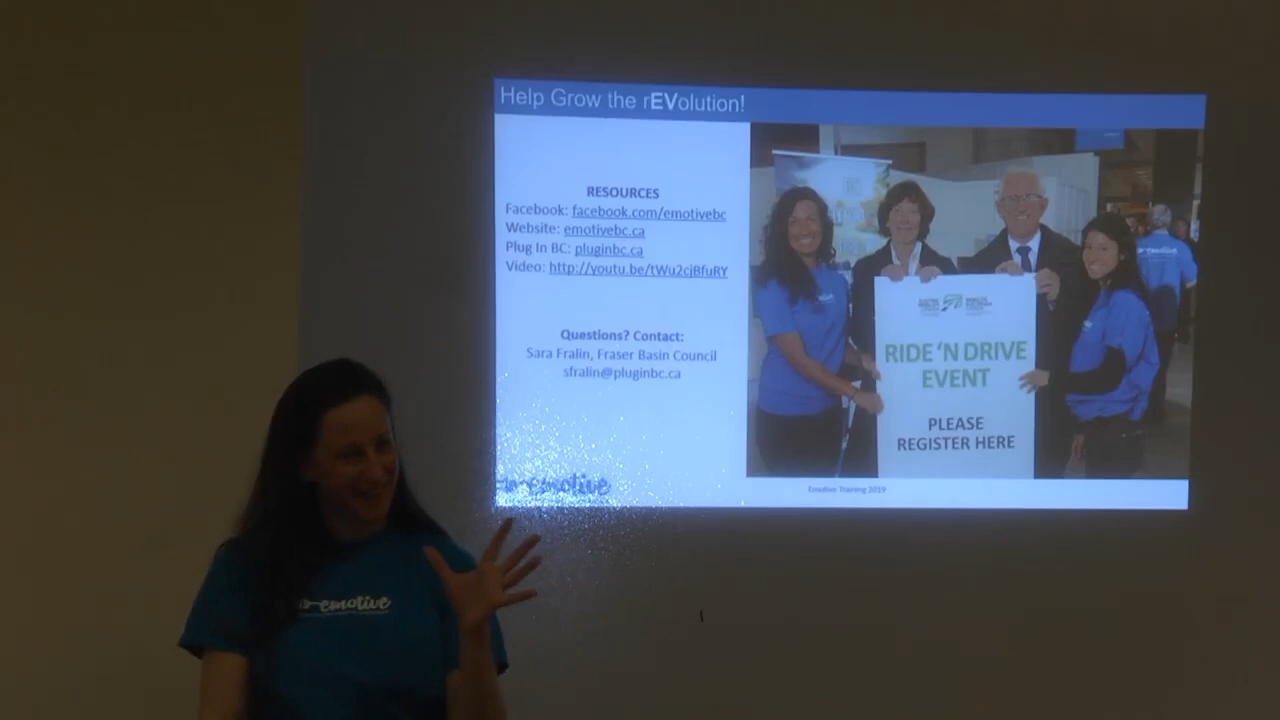 Help Grow the rEVolution!
RESOURCES
Facebook: facebook.com/emotivebc
Website: emotivebc.ca
Plug In BC: pluginbc.ca
Video: http://youtu.be/tWu2cjBfuRY
Questions? Contact:
Sara Fralin, Fraser Basin Council
sfralin@pluginbc.ca
emotive
Emotive Training 2019
RIDE 'N DRIVE
EVENT
PLEASE
REGISTER HERE
emotive